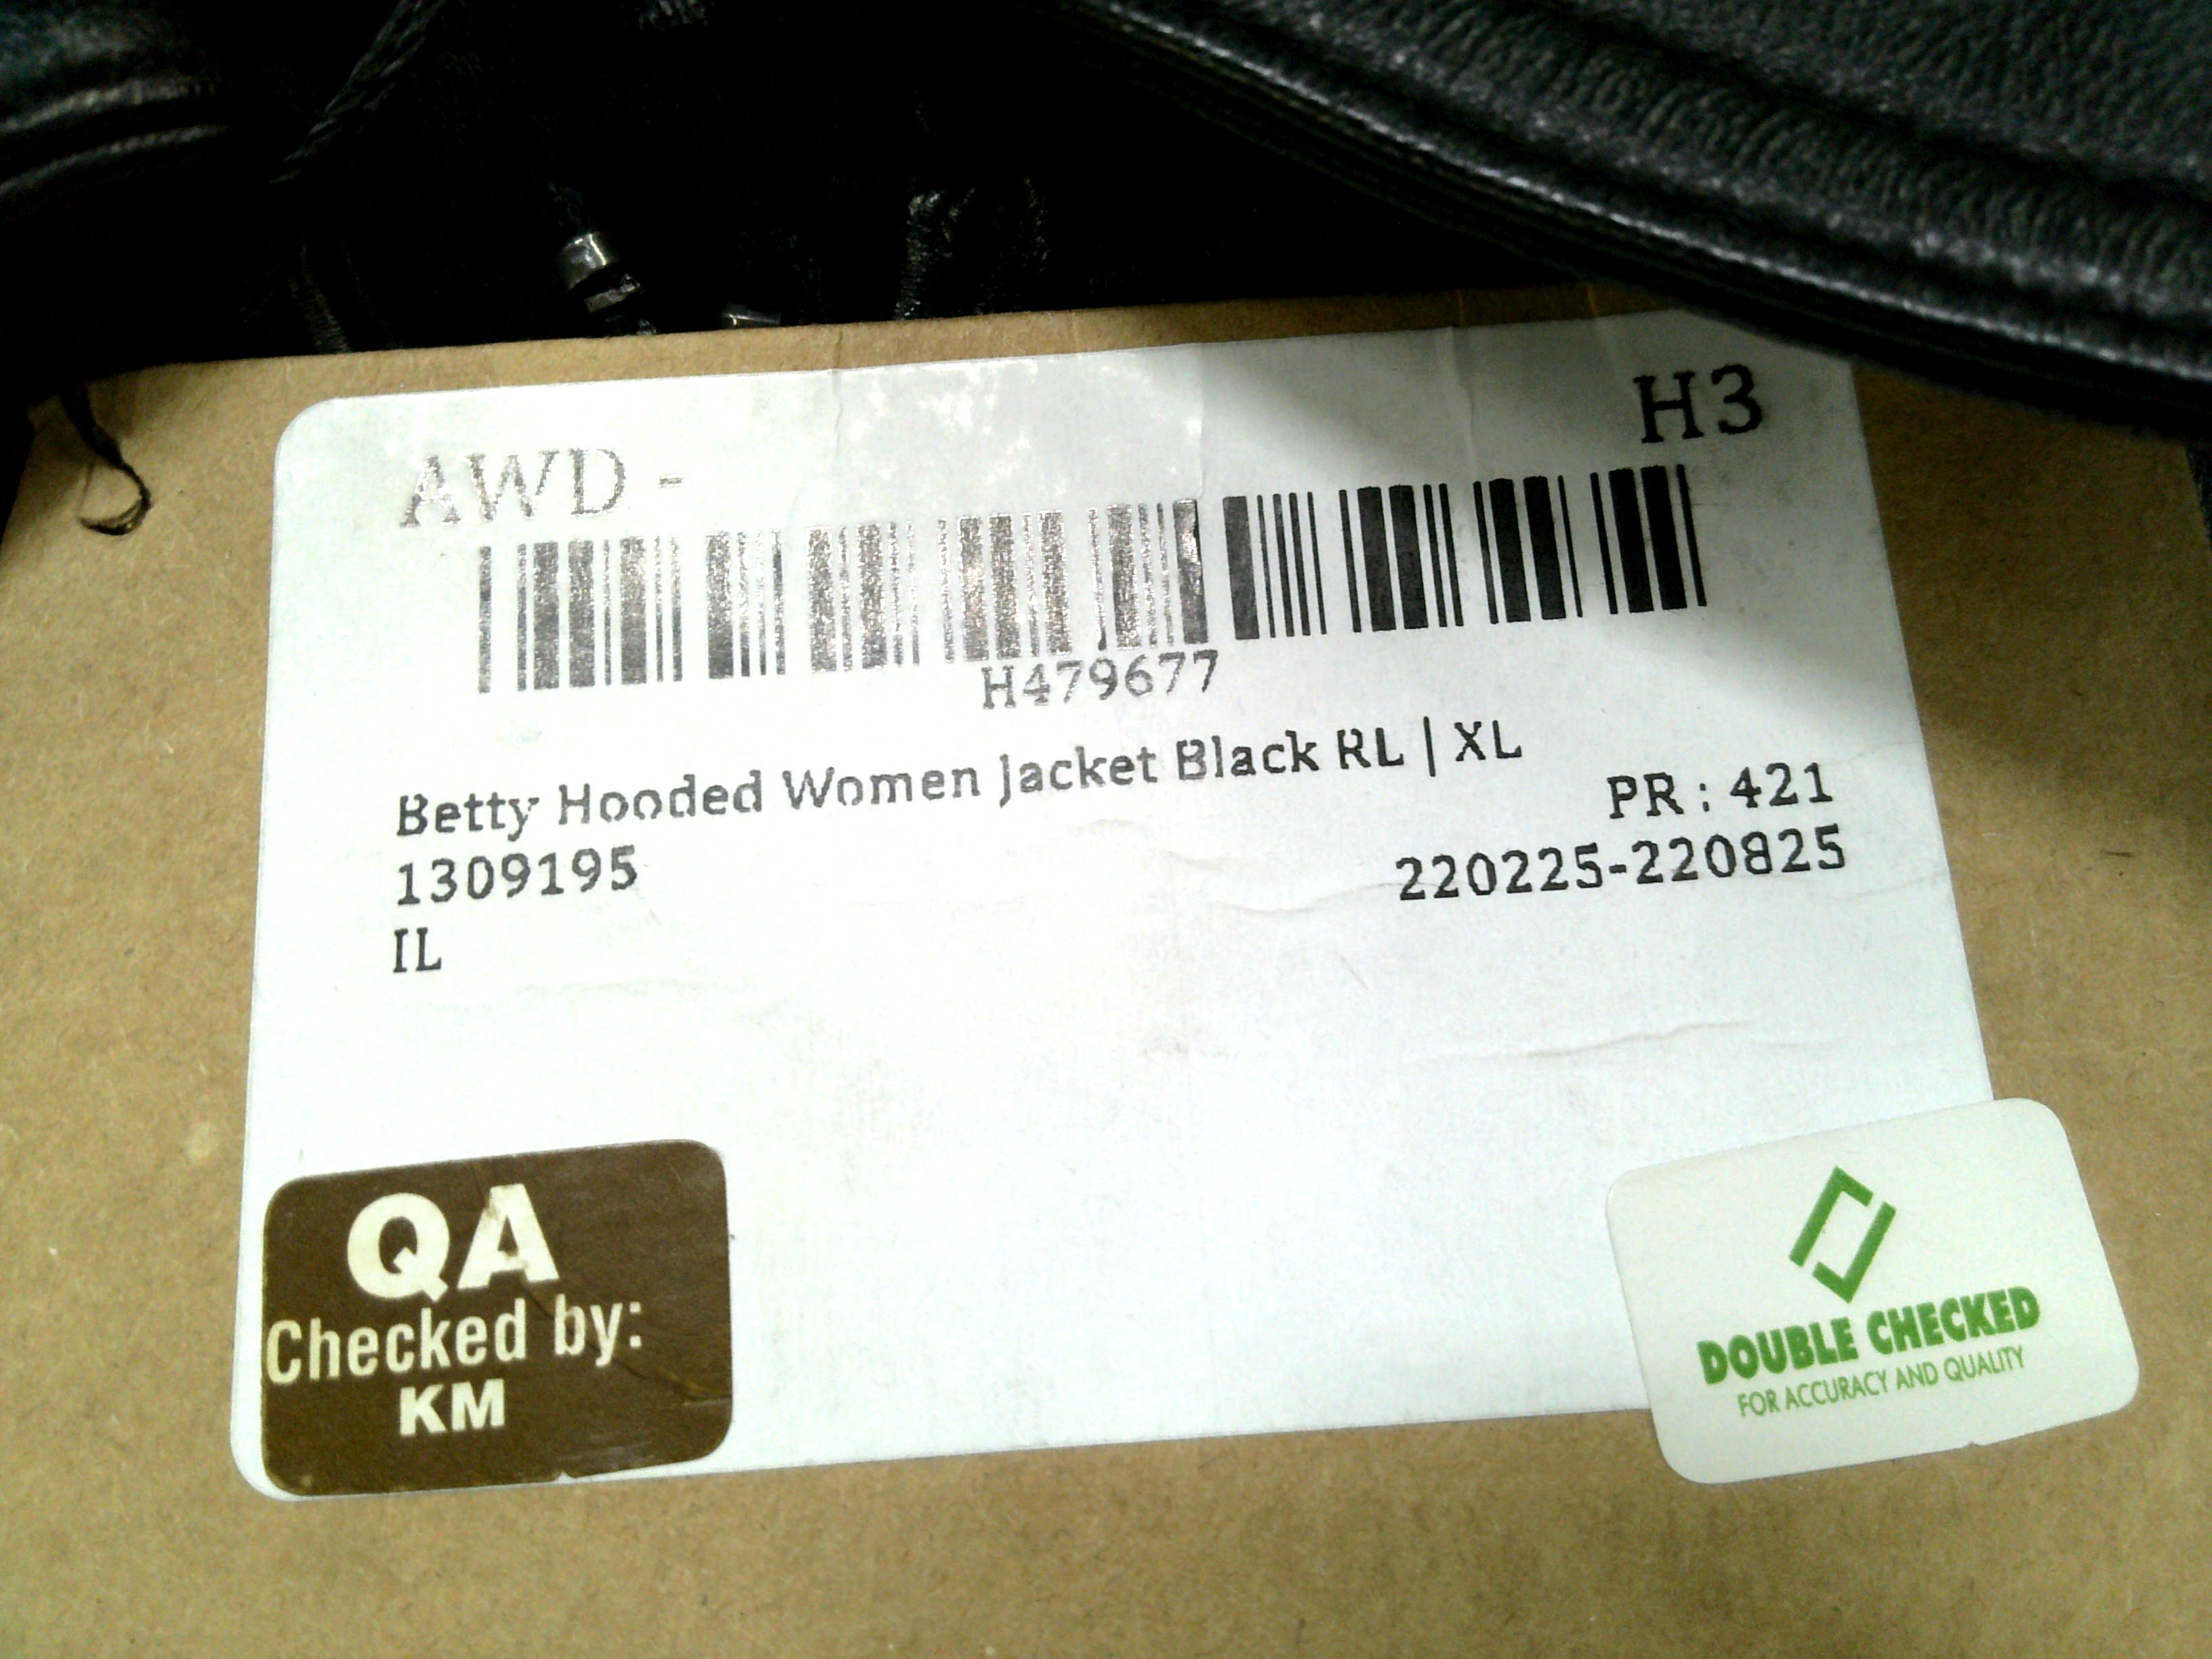 AWD -
H3
H479677
Betty Hooded Women Jacket Black RL | XL
PR : 421
1309195
220225-220825
IL
QA
Checked by:
KM
DOUBLE CHECKED
FOR ACCURACY AND QUALITY